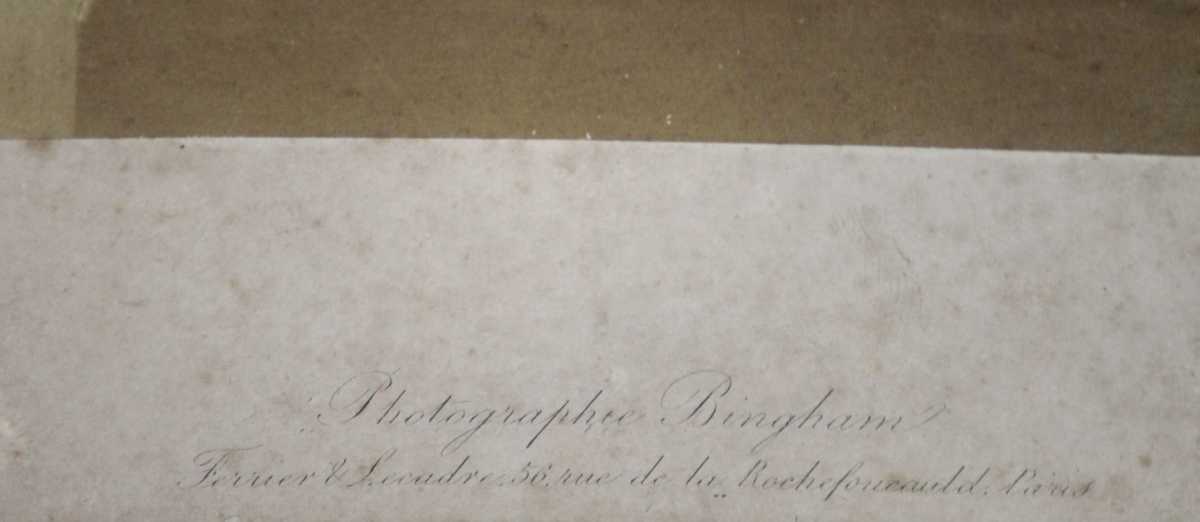 Photographie Bingham
Ferrier & Lecadre, 56, rue de la Rochefoucauld, Paris